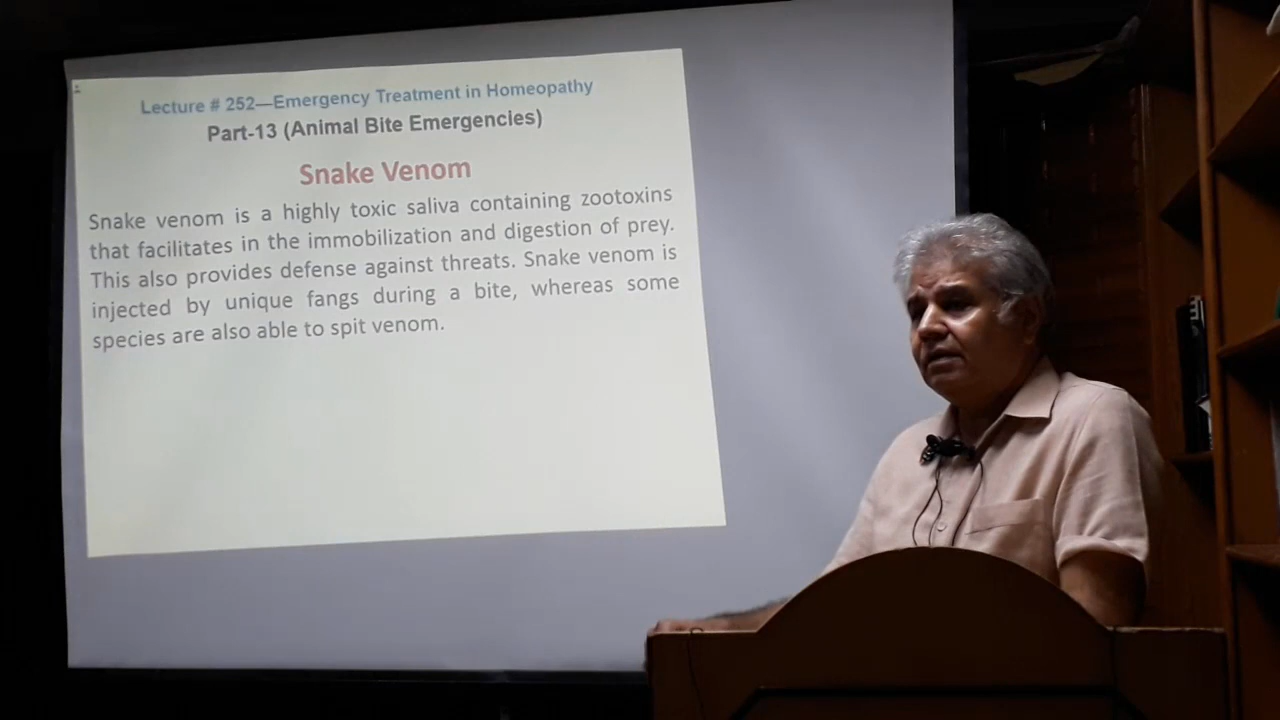 Lecture # 252—Emergency Treatment in Homeopathy
Part-13 (Animal Bite Emergencies)
Snake Venom
Snake venom is a highly toxic saliva containing zootoxins
that facilitates in the immobilization and digestion of prey.
This also provides defense against threats. Snake venom is
injected by unique fangs during a bite, whereas some
species are also able to spit venom.